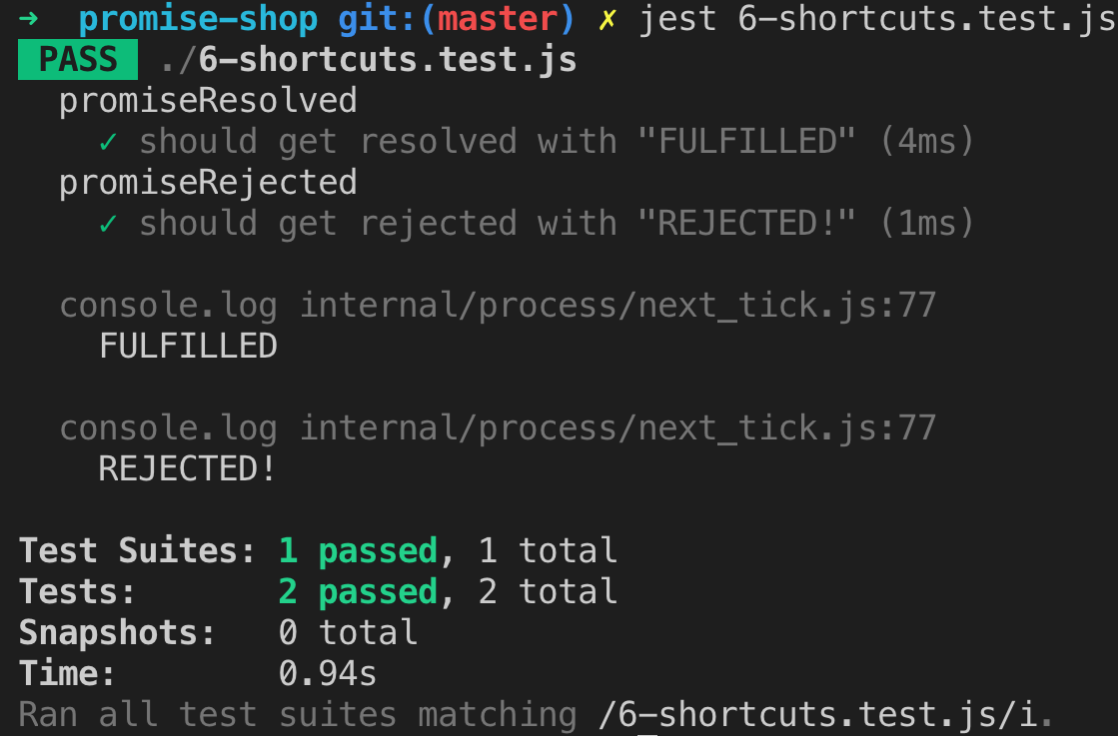 ➜  promise-shop git:(master) ✗ jest 6-shortcuts.test.js
PASS ./6-shortcuts.test.js
promiseResolved
✓ should get resolved with "FULFILLED" (4ms)
promiseRejected
✓ should get rejected with "REJECTED!" (1ms)
console.log internal/process/next_tick.js:77
FULFILLED
console.log internal/process/next_tick.js:77
REJECTED!
Test Suites: 1 passed, 1 total
Tests:       2 passed, 2 total
Snapshots:   0 total
Time:        0.94s
Ran all test suites matching /6-shortcuts.test.js/i.